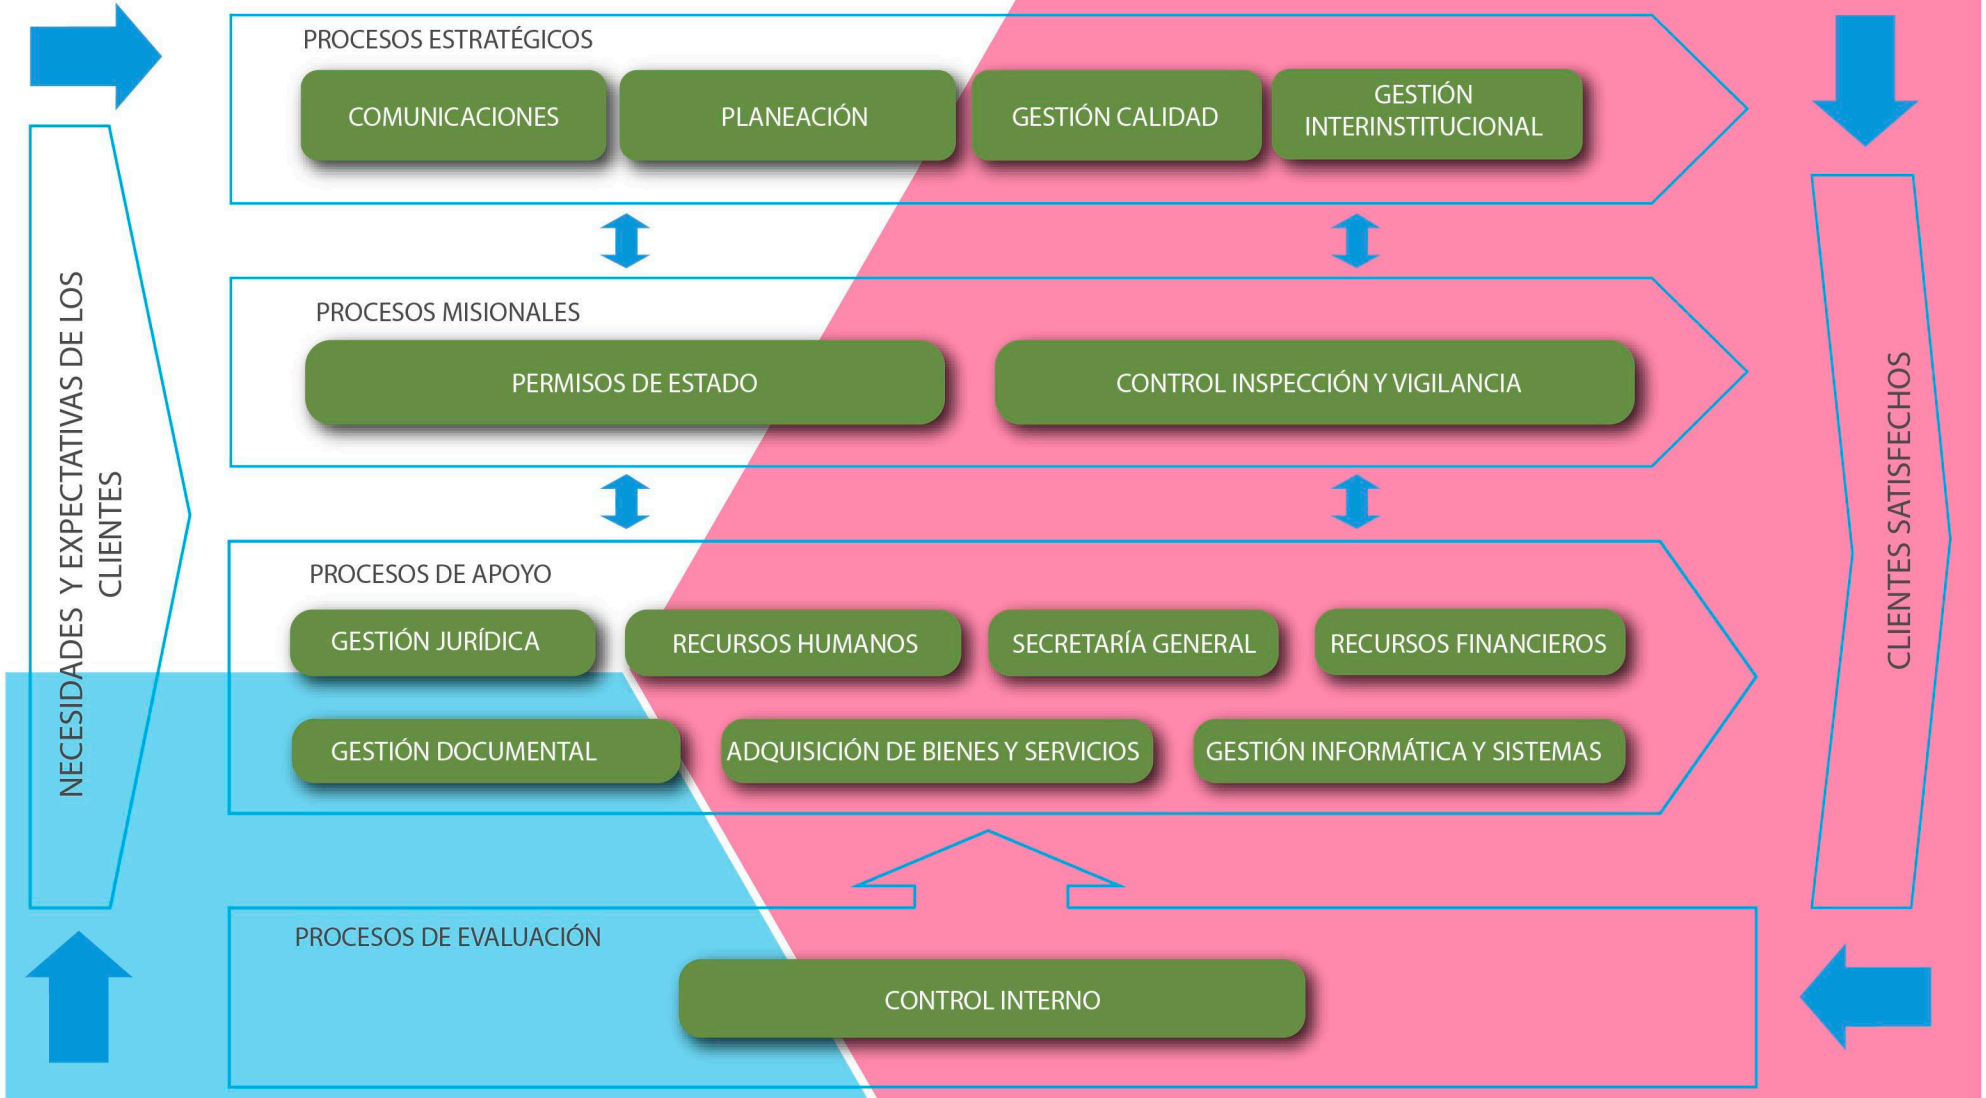 PROCESOS ESTRATÉGICOS
COMUNICACIONES
PLANEACIÓN
GESTIÓN CALIDAD
GESTIÓN
INTERINSTITUCIONAL
NECESIDADES Y EXPECTATIVAS DE LOS
CLIENTES
PROCESOS MISIONALES
PERMISOS DE ESTADO
CONTROL INSPECCIÓN Y VIGILANCIA
PROCESOS DE APOYO
GESTIÓN JURÍDICA
RECURSOS HUMANOS
SECRETARÍA GENERAL
RECURSOS FINANCIEROS
GESTIÓN DOCUMENTAL
ADQUISICIÓN DE BIENES Y SERVICIOS
GESTIÓN INFORMÁTICA Y SISTEMAS
PROCESOS DE EVALUACIÓN
CONTROL INTERNO
CLIENTES SATISFECHOS